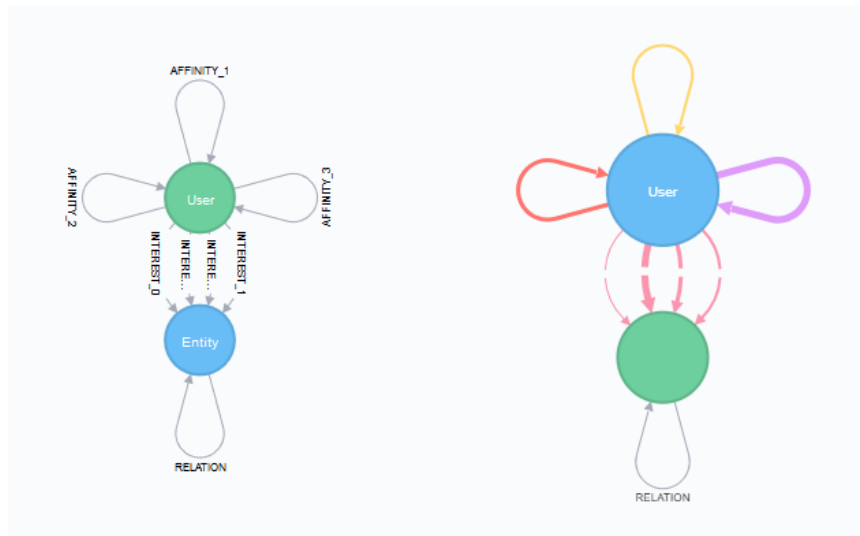 AFFINITY_1
AFFINITY_2
User
AFFINITY_3
INTEREST_0
INTERE...
INTERE...
INTEREST_1
Entity
RELATION
User
RELATION